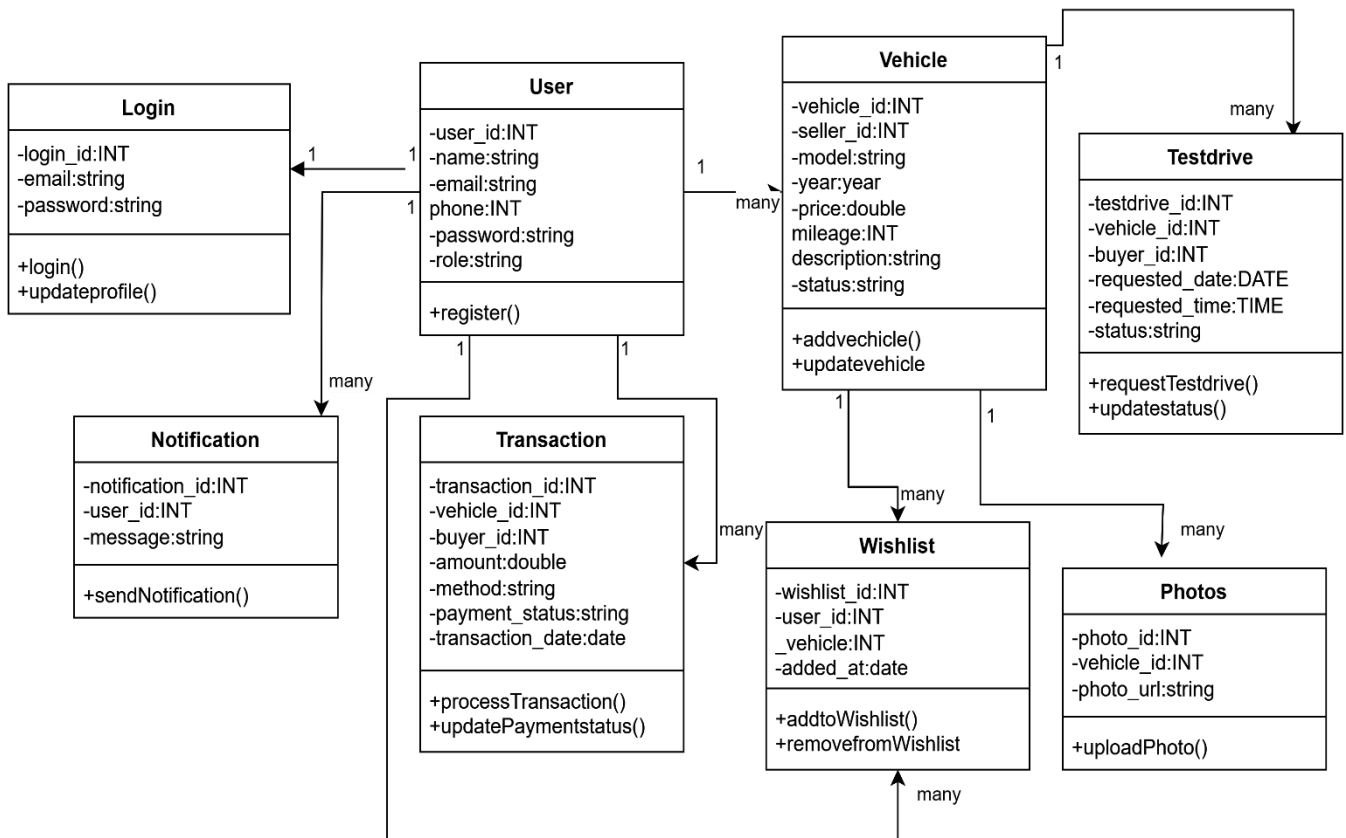 Login
-login_id:INT
-email:string
-password:string
+login()
+updateprofile()
1
1
User
-user_id:INT
-name:string
-email:string
phone:INT
-password:string
-role:string
+register()
1
1
many
1
1
Vehicle
-vehicle_id:INT
-seller_id:INT
-model:string
-year:year
-price:double
mileage:INT
description:string
-status:string
+addvechicle()
+updatevehicle
1
many
1
1
Testdrive
-testdrive_id:INT
-vehicle_id:INT
-buyer_id:INT
-requested_date:DATE
-requested_time:TIME
-status:string
+requestTestdrive()
+updatestatus()
many
Notification
-notification_id:INT
-user_id:INT
-message:string
+sendNotification()
Transaction
-transaction_id:INT
-vehicle_id:INT
-buyer_id:INT
-amount:double
-method:string
-payment_status:string
-transaction_date:date
+processTransaction()
+updatePaymentstatus()
many
many
Wishlist
-wishlist_id:INT
-user_id:INT
_vehicle:INT
-added_at:date
+addtoWishlist()
+removefromWishlist
many
many
Photos
-photo_id:INT
-vehicle_id:INT
-photo_url:string
+uploadPhoto()